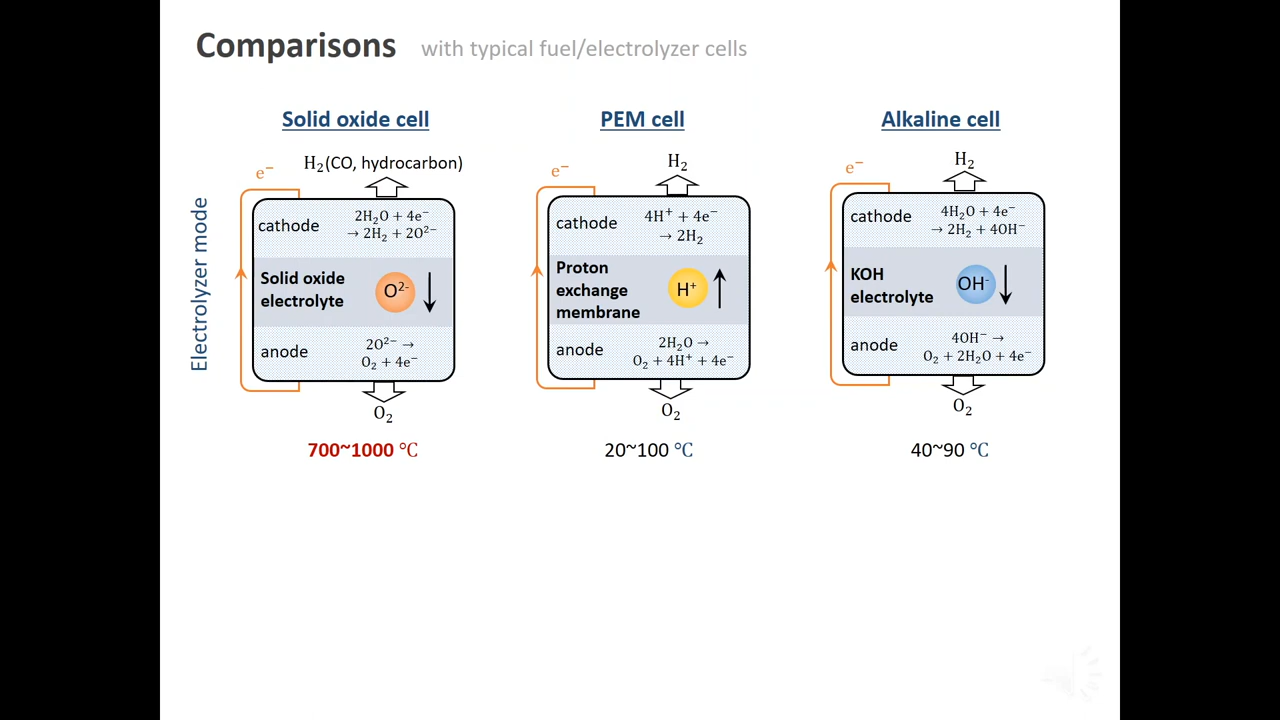 Comparisons with typical fuel/electrolyzer cells
Electrolyzer mode
Solid oxide cell
e⁻
H₂(CO, hydrocarbon)
cathode
2H₂O + 4e⁻
→ 2H₂ + 2O²⁻
Solid oxide
electrolyte
O²⁻
anode
2O²⁻ →
O₂ + 4e⁻
O₂
700~1000 °C
PEM cell
e⁻
H₂
cathode
4H⁺ + 4e⁻
→ 2H₂
Proton
exchange
membrane
H⁺
anode
2H₂O →
O₂ + 4H⁺ + 4e⁻
O₂
20~100 °C
Alkaline cell
e⁻
H₂
cathode
4H₂O + 4e⁻
→ 2H₂ + 4OH⁻
KOH
electrolyte
OH⁻
anode
4OH⁻ →
O₂ + 2H₂O + 4e⁻
O₂
40~90 °C